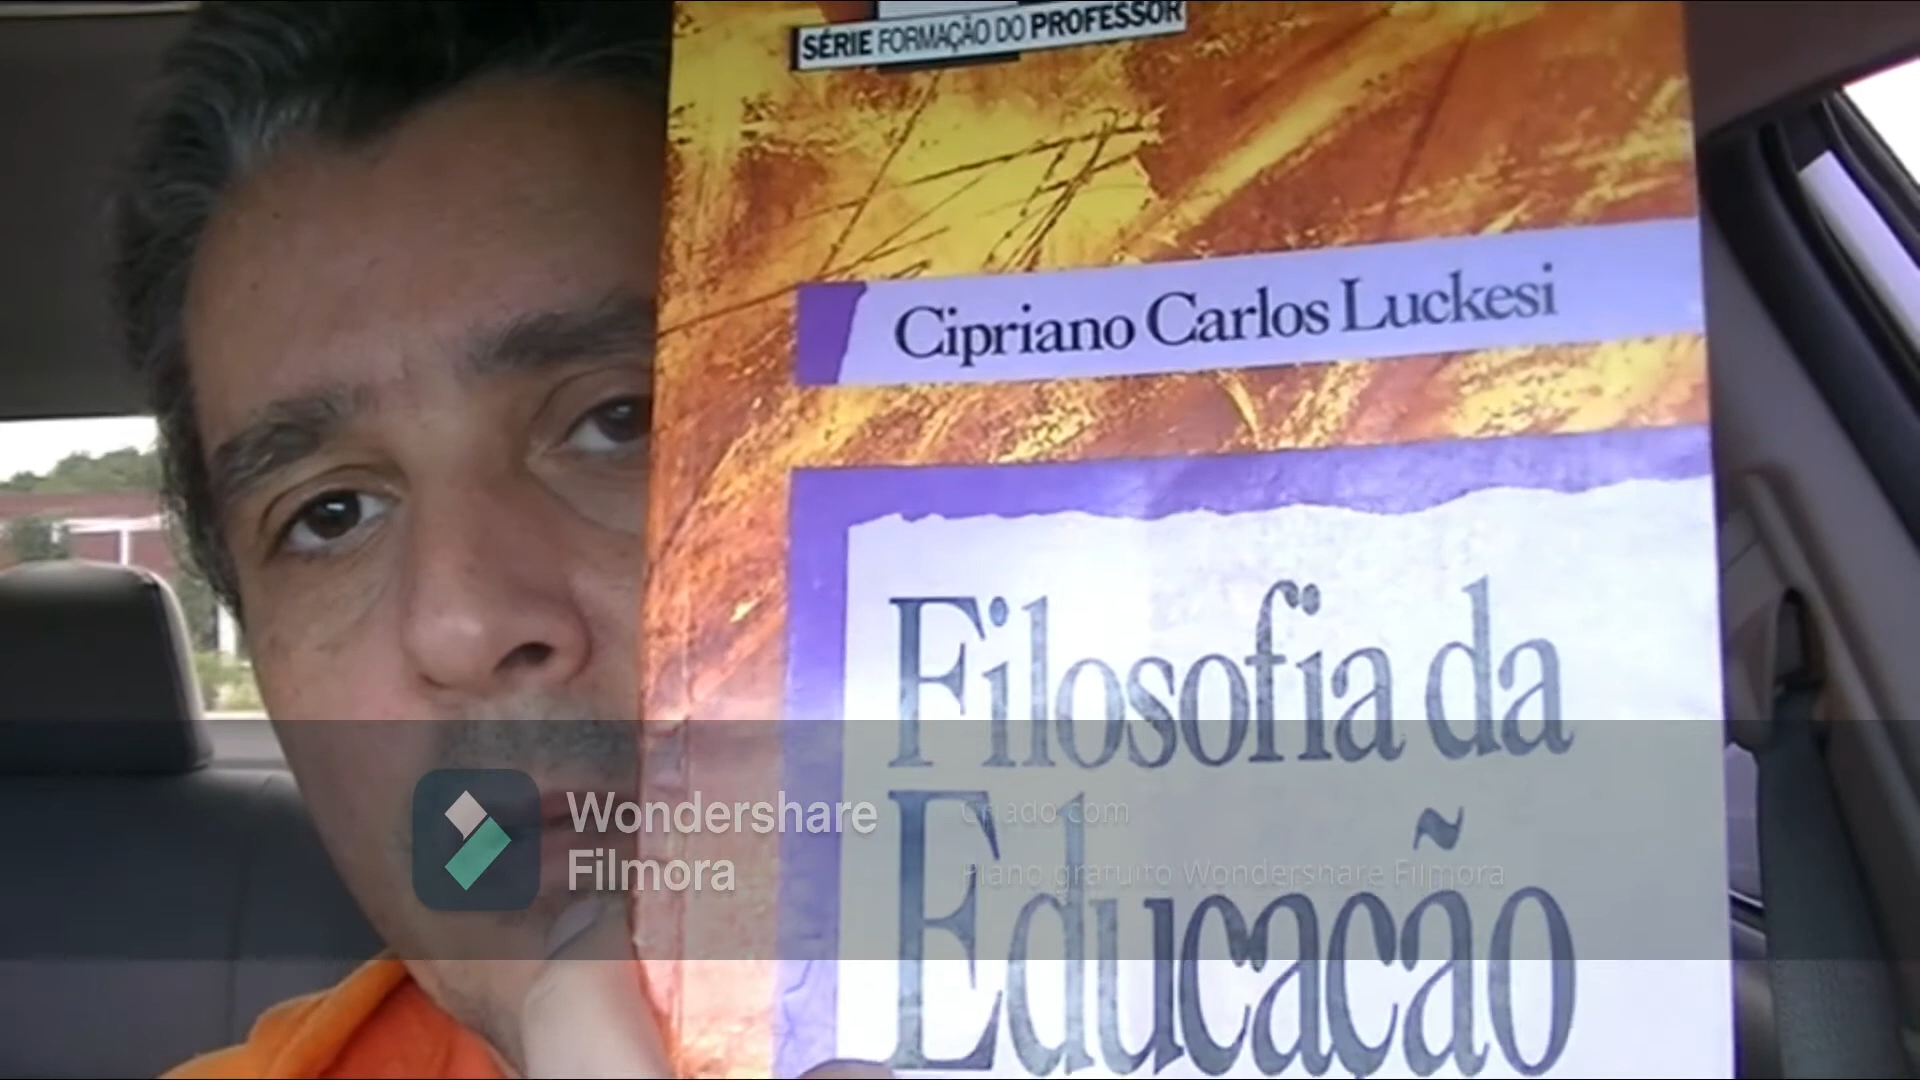 SÉRIE FORMAÇÃO DO PROFESSOR
Cipriano Carlos Luckesi
Filosofia da
Educação
Wondershare
Filmora
Criado com
Plano gratuito Wondershare Filmora